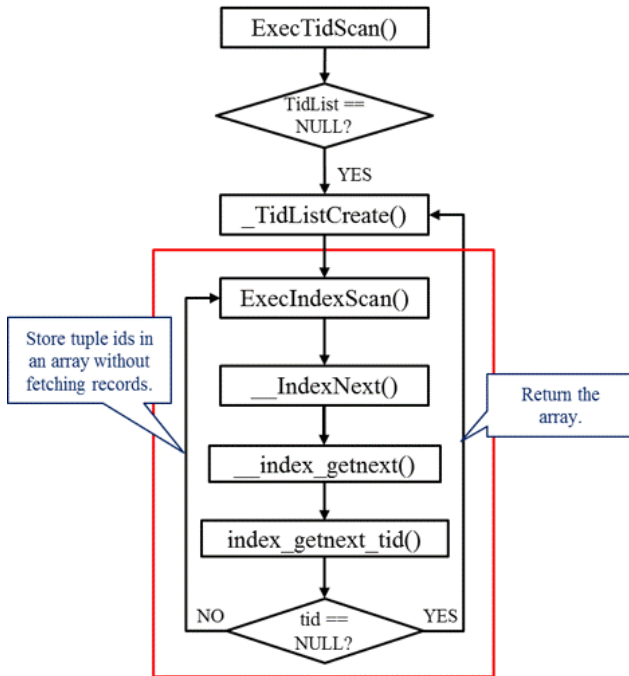 ExecTidScan()
TidList ==
NULL?
YES
_TidListCreate()
ExecIndexScan()
Store tuple ids in
an array without
fetching records.
__IndexNext()
Return the
array.
__index_getnext()
index_getnext_tid()
NO
tid ==
NULL?
YES